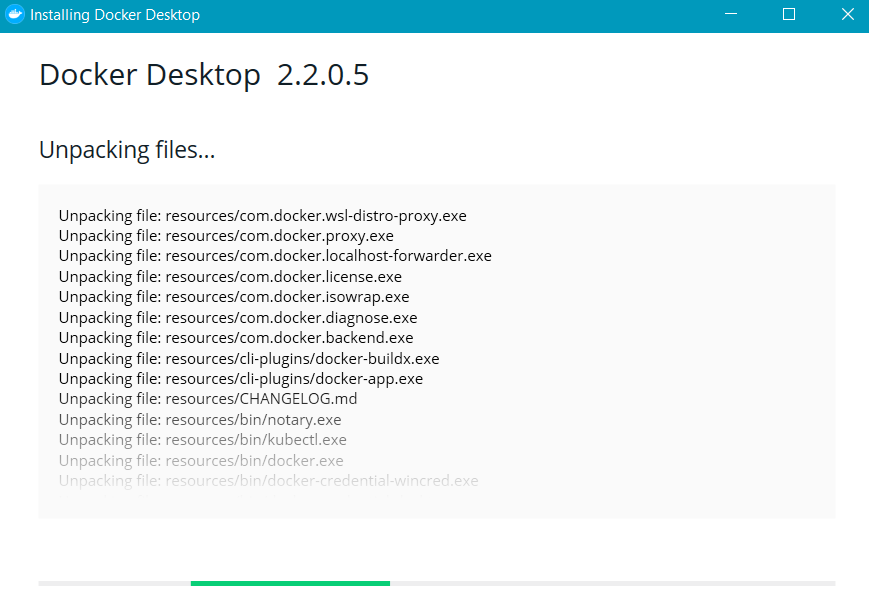 Installing Docker Desktop
Docker Desktop 2.2.0.5
Unpacking files...
Unpacking file: resources/com.docker.wsl-distro-proxy.exe
Unpacking file: resources/com.docker.proxy.exe
Unpacking file: resources/com.docker.localhost-forwarder.exe
Unpacking file: resources/com.docker.license.exe
Unpacking file: resources/com.docker.isowrap.exe
Unpacking file: resources/com.docker.diagnose.exe
Unpacking file: resources/com.docker.backend.exe
Unpacking file: resources/cli-plugins/docker-buildx.exe
Unpacking file: resources/cli-plugins/docker-app.exe
Unpacking file: resources/CHANGELOG.md
Unpacking file: resources/bin/notary.exe
Unpacking file: resources/bin/kubectl.exe
Unpacking file: resources/bin/docker.exe
Unpacking file: resources/bin/docker-credential-wincred.exe